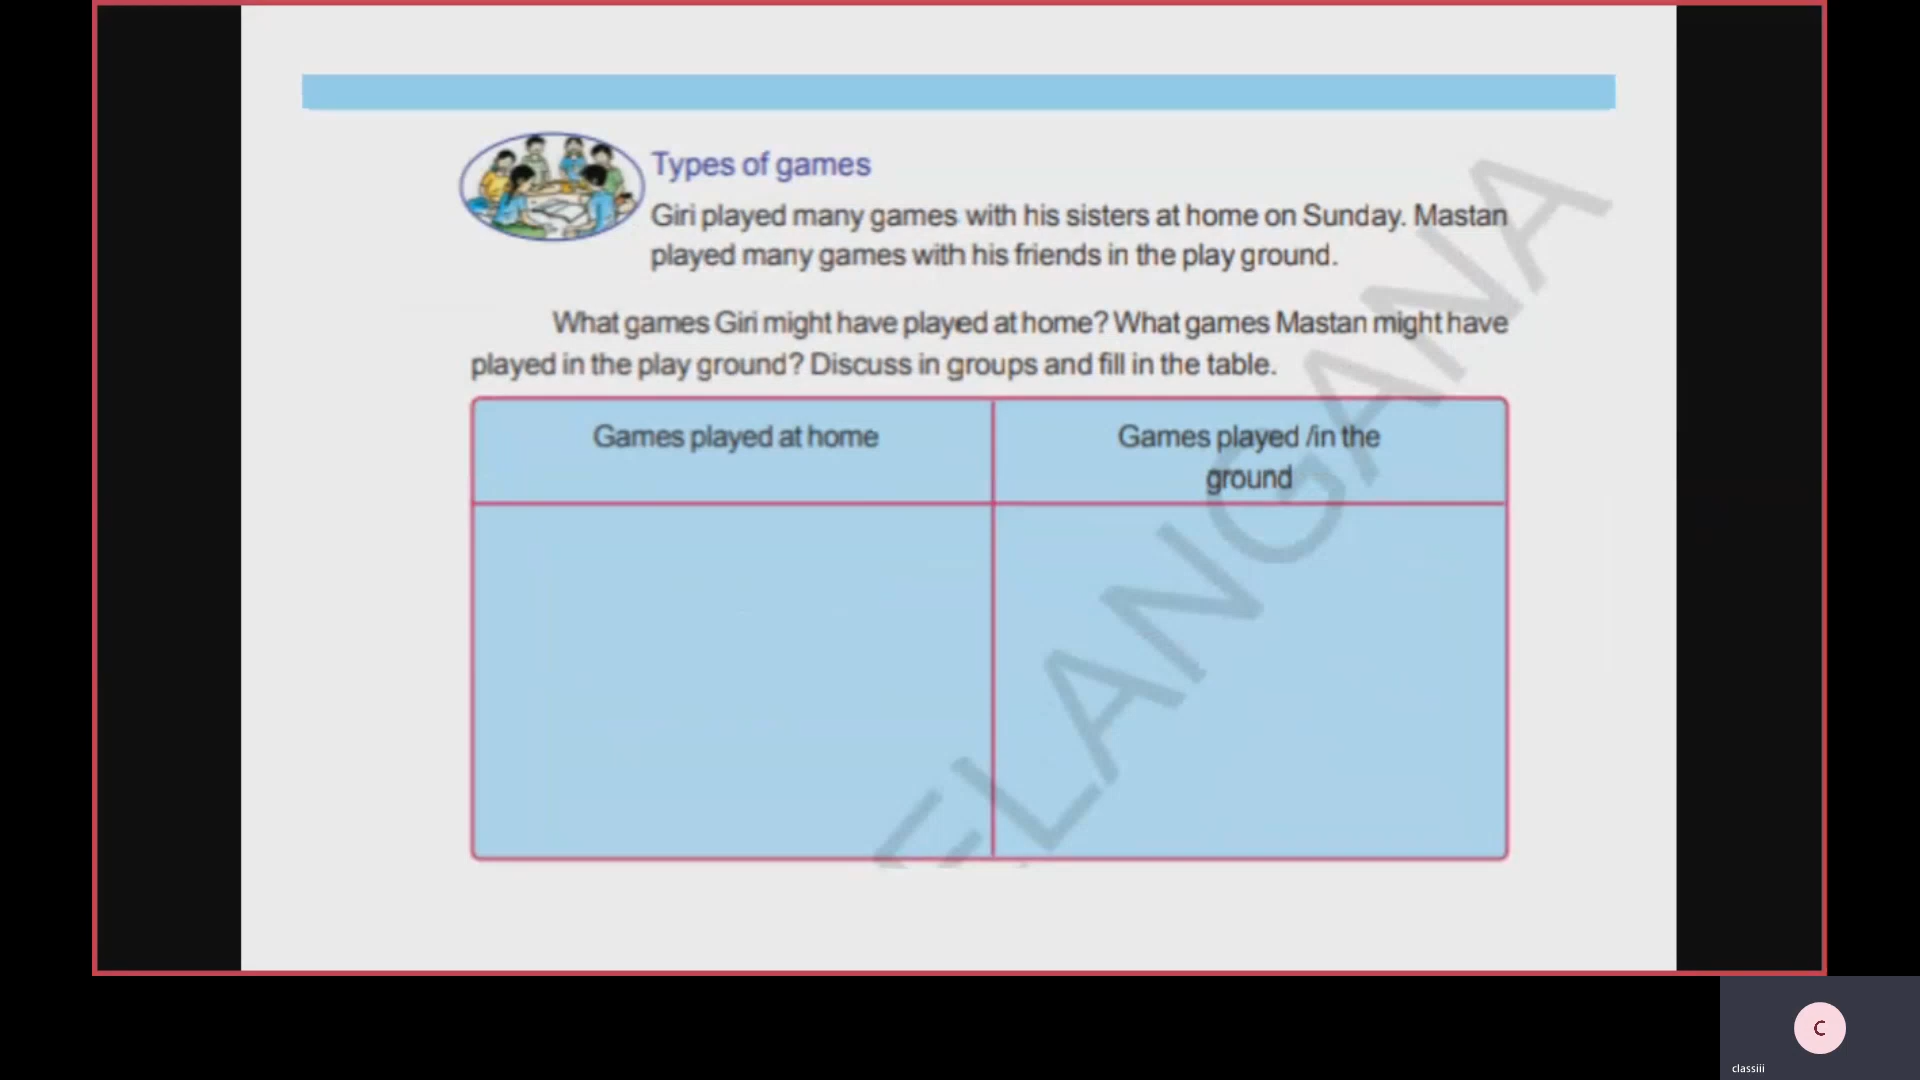 Types of games
Giri played many games with his sisters at home on Sunday. Mastan
played many games with his friends in the play ground.
What games Giri might have played at home? What games Mastan might have
played in the play ground? Discuss in groups and fill in the table.
Games played at home
Games played /in the
ground
ELANGANA
C
classiii